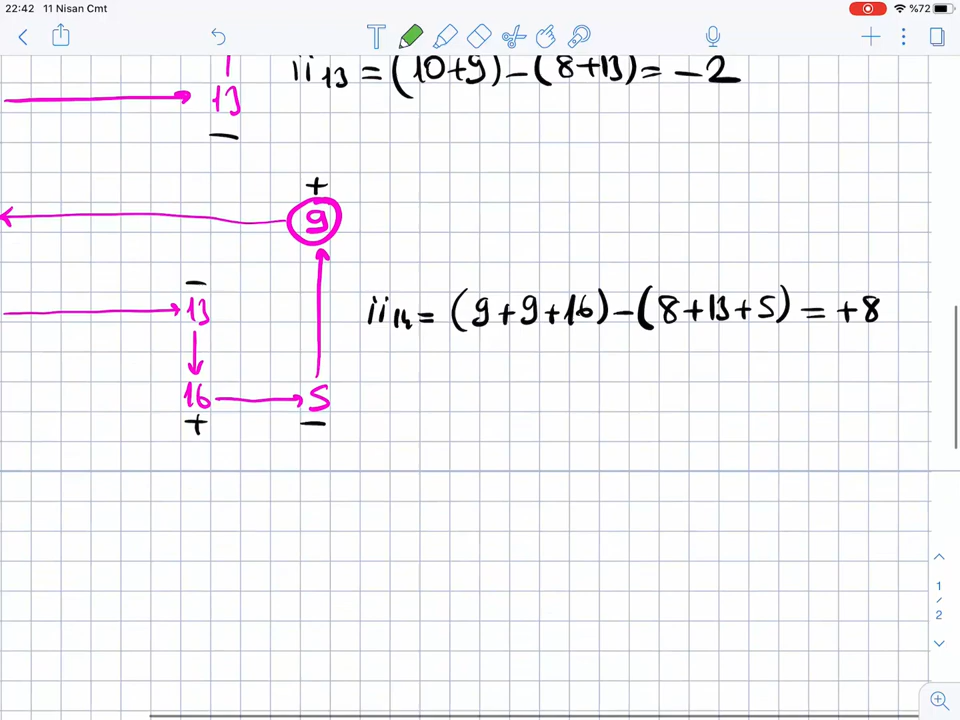 22:42 11 Nisan Cmt %72
T
ii13 = (10+9) – (8+13) = –2
13
–
+
9
–
13
ii14 = (9+9+16) – (8+13+5) = +8
16 5
+ –
1
/
2